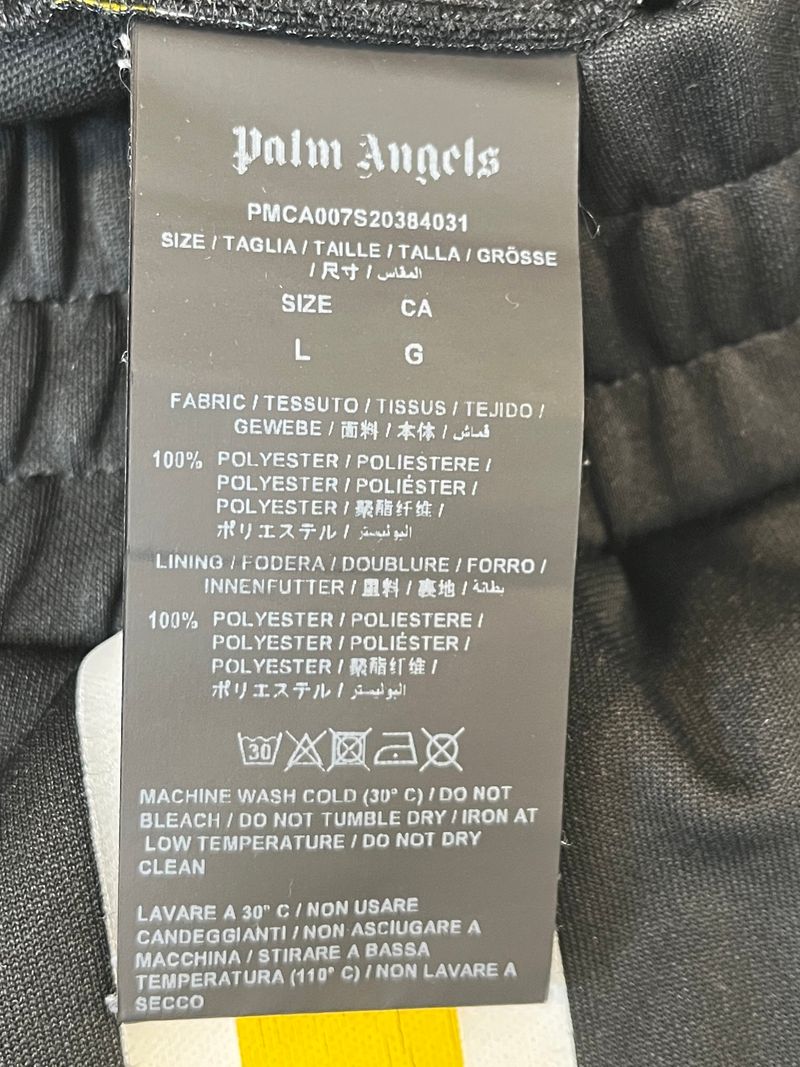 Palm Angels
PMCA007S20384031
SIZE / TAGLIA / TAILLE / TALLA / GRÖSSE
/ 尺寸 / المقاس
SIZE CA
L G
FABRIC / TESSUTO / TISSUS / TEJIDO /
GEWEBE / 面料 / 本体 / قماش
100% POLYESTER / POLIESTERE /
POLYESTER / POLIÉSTER /
POLYESTER / 聚酯纤维 /
ポリエステル / البوليستر
LINING / FODERA / DOUBLURE / FORRO /
INNENFUTTER / 里料 / 裏地 / بطانة
100% POLYESTER / POLIESTERE /
POLYESTER / POLIÉSTER /
POLYESTER / 聚酯纤维 /
ポリエステル / البوليستر
30
MACHINE WASH COLD (30° C) / DO NOT
BLEACH / DO NOT TUMBLE DRY / IRON AT
LOW TEMPERATURE / DO NOT DRY
CLEAN
LAVARE A 30° C / NON USARE
CANDEGGIANTI / NON ASCIUGARE A
MACCHINA / STIRARE A BASSA
TEMPERATURA (110° C) / NON LAVARE A
SECCO